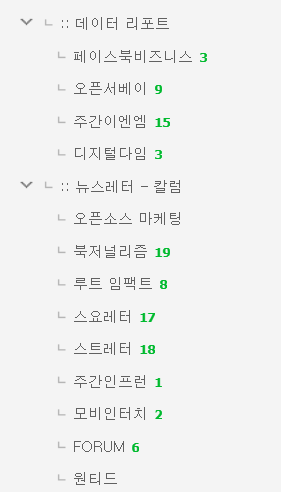 :: 데이터 리포트
페이스북비즈니스 3
오픈서베이 9
주간이엔엠 15
디지털다임 3
:: 뉴스레터 - 칼럼
오픈소스 마케팅
북저널리즘 19
루트 임팩트 8
스요레터 17
스트레터 18
주간인프런 1
모비인터치 2
FORUM 6
원티드